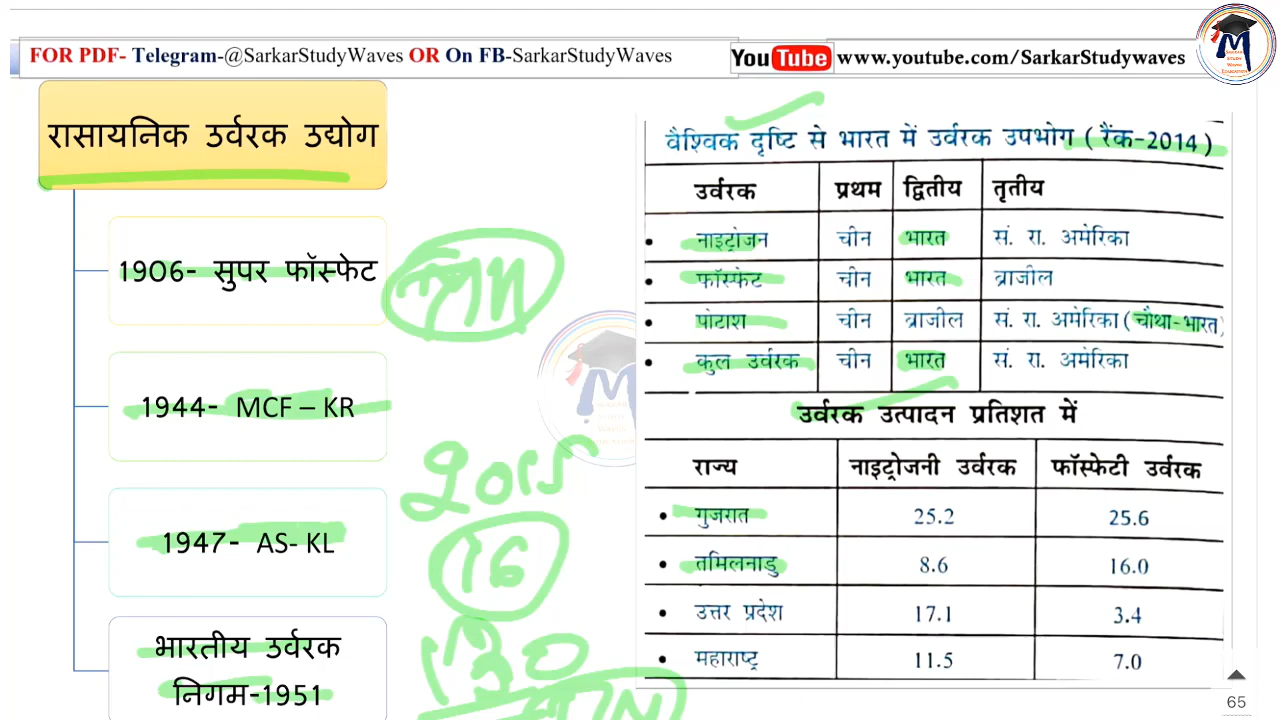 FOR PDF- Telegram-@SarkarStudyWaves OR On FB-SarkarStudyWaves
YouTube www.youtube.com/SarkarStudywaves
M
SARKAR
STUDY
WAVES
EDUCATION
रासायनिक उर्वरक उद्योग
1906- सुपर फॉस्फेट
1944- MCF – KR
1947- AS- KL
भारतीय उर्वरक
निगम-1951
2015
16
वैश्विक दृष्टि से भारत में उर्वरक उपभोग (रैंक-2014)
उर्वरक प्रथम द्वितीय तृतीय
• नाइट्रोजन चीन भारत सं. रा. अमेरिका
• फॉस्फेट चीन भारत ब्राजील
• पोटाश चीन ब्राजील सं. रा. अमेरिका (चौथा-भारत)
• कुल उर्वरक चीन भारत सं. रा. अमेरिका
उर्वरक उत्पादन प्रतिशत में
राज्य नाइट्रोजनी उर्वरक फॉस्फेटी उर्वरक
• गुजरात 25.2 25.6
• तमिलनाडु 8.6 16.0
• उत्तर प्रदेश 17.1 3.4
• महाराष्ट्र 11.5 7.0
65